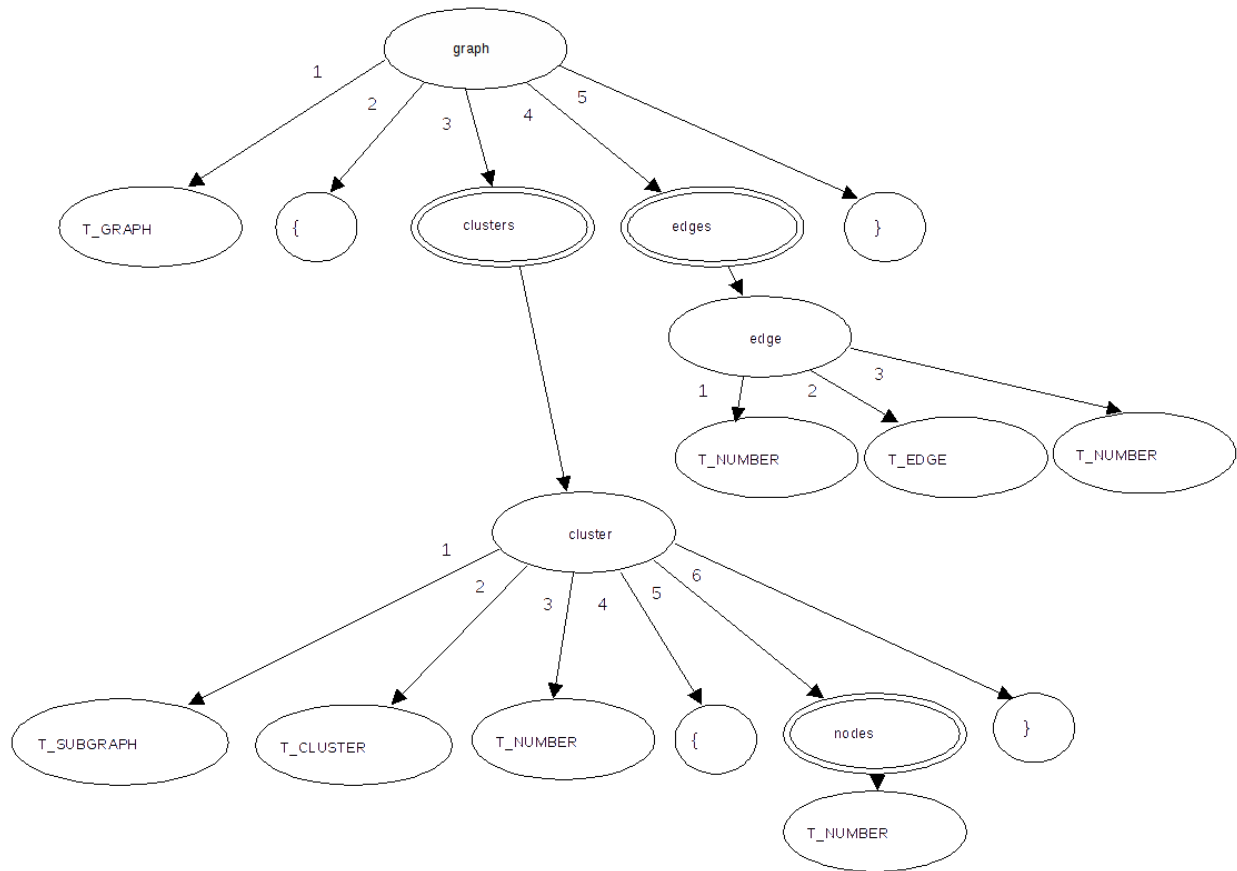 graph
1
2
3
4
5
T_GRAPH
{
clusters
edges
}
edge
1
2
3
T_NUMBER
T_EDGE
T_NUMBER
cluster
1
2
3
4
5
6
T_SUBGRAPH
T_CLUSTER
T_NUMBER
{
nodes
}
T_NUMBER